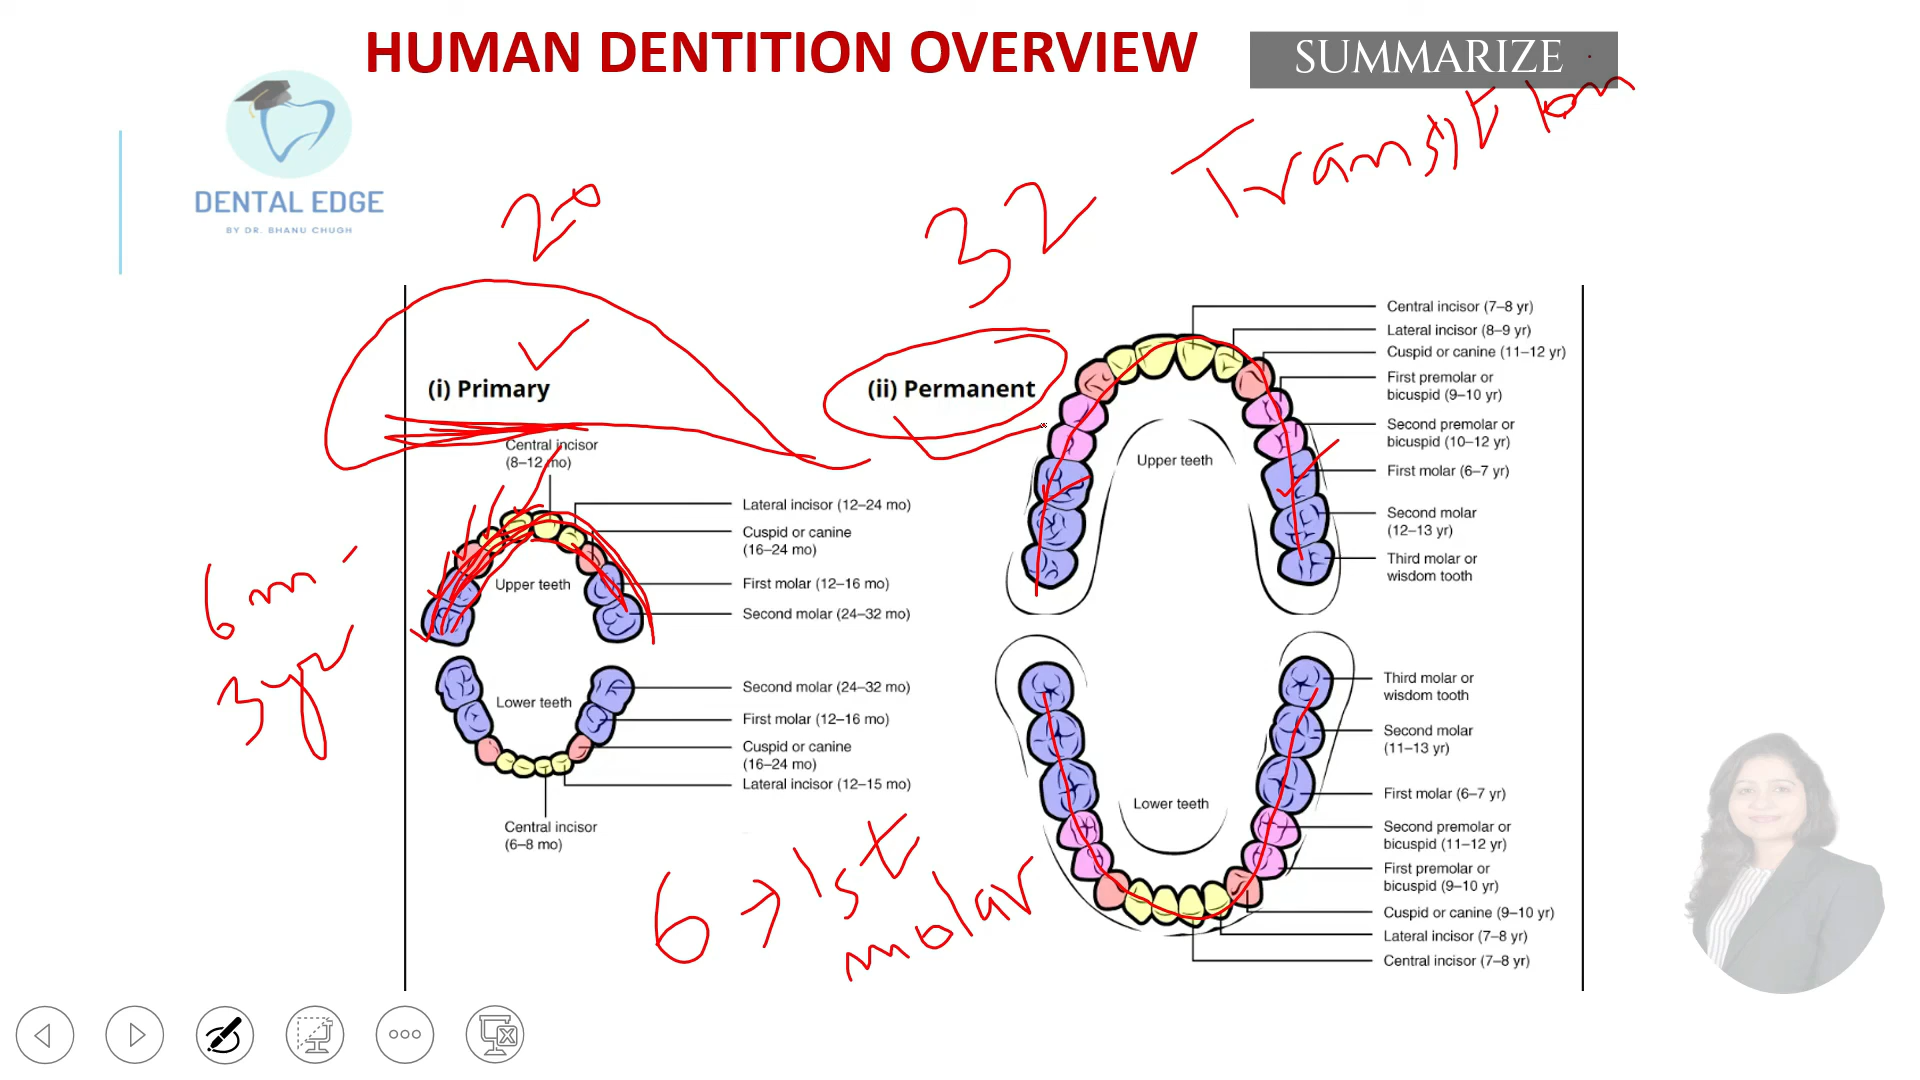 HUMAN DENTITION OVERVIEW
SUMMARIZE
Transition
DENTAL EDGE
BY DR. BHANU CHUGH
20
32
(i) Primary
(ii) Permanent
Central incisor
(8–12 mo)
Lateral incisor (12–24 mo)
Cuspid or canine
(16–24 mo)
Upper teeth
First molar (12–16 mo)
Second molar (24–32 mo)
6m -
3yr
Lower teeth
Second molar (24–32 mo)
First molar (12–16 mo)
Cuspid or canine
(16–24 mo)
Lateral incisor (12–15 mo)
Central incisor
(6–8 mo)
6 → 1st
molar
Central incisor (7–8 yr)
Lateral incisor (8–9 yr)
Cuspid or canine (11–12 yr)
First premolar or
bicuspid (9–10 yr)
Second premolar or
bicuspid (10–12 yr)
Upper teeth
First molar (6–7 yr)
Second molar
(12–13 yr)
Third molar or
wisdom tooth
Third molar or
wisdom tooth
Second molar
(11–13 yr)
Lower teeth
First molar (6–7 yr)
Second premolar or
bicuspid (11–12 yr)
First premolar or
bicuspid (9–10 yr)
Cuspid or canine (9–10 yr)
Lateral incisor (7–8 yr)
Central incisor (7–8 yr)